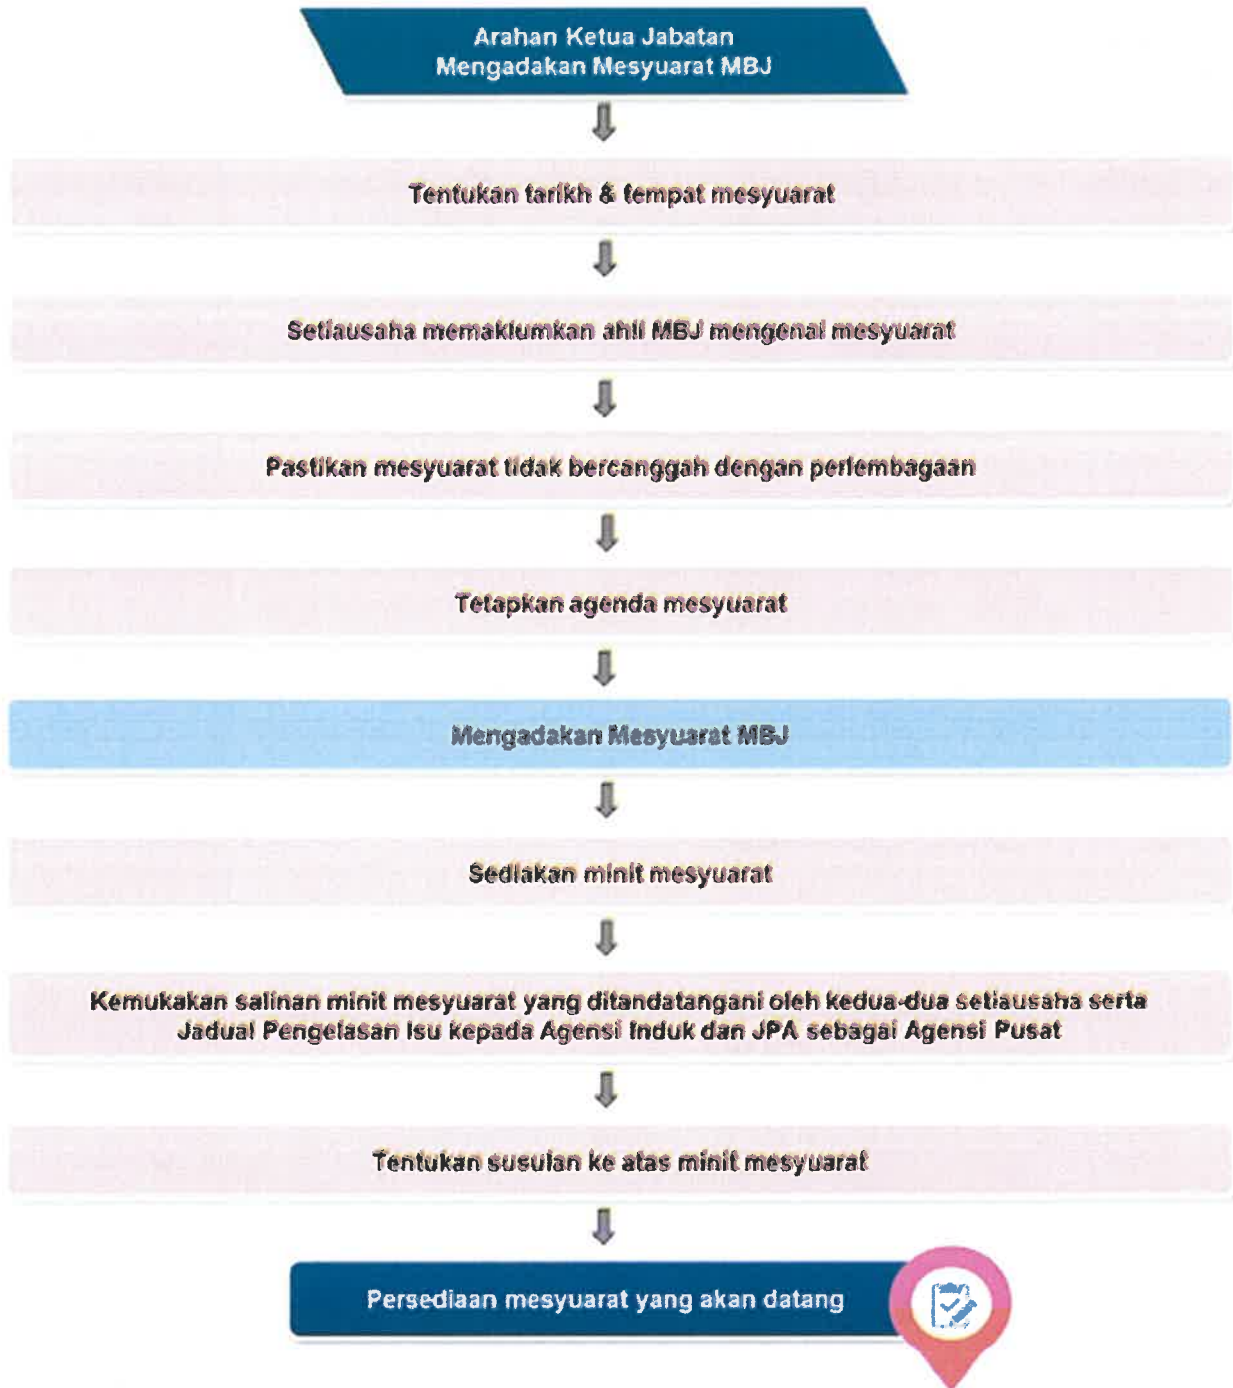 Arahan Ketua Jabatan
Mengadakan Mesyuarat MBJ
Tentukan tarikh & tempat mesyuarat
Setiausaha memaklumkan ahli MBJ mengenai mesyuarat
Pastikan mesyuarat tidak bercanggah dengan perlembagaan
Tetapkan agenda mesyuarat
Mengadakan Mesyuarat MBJ
Sediakan minit mesyuarat
Kemukakan salinan minit mesyuarat yang ditandatangani oleh kedua-dua setiausaha serta
Jadual Pengelasan Isu kepada Agensi Induk dan JPA sebagai Agensi Pusat
Tentukan susulan ke atas minit mesyuarat
Persediaan mesyuarat yang akan datang